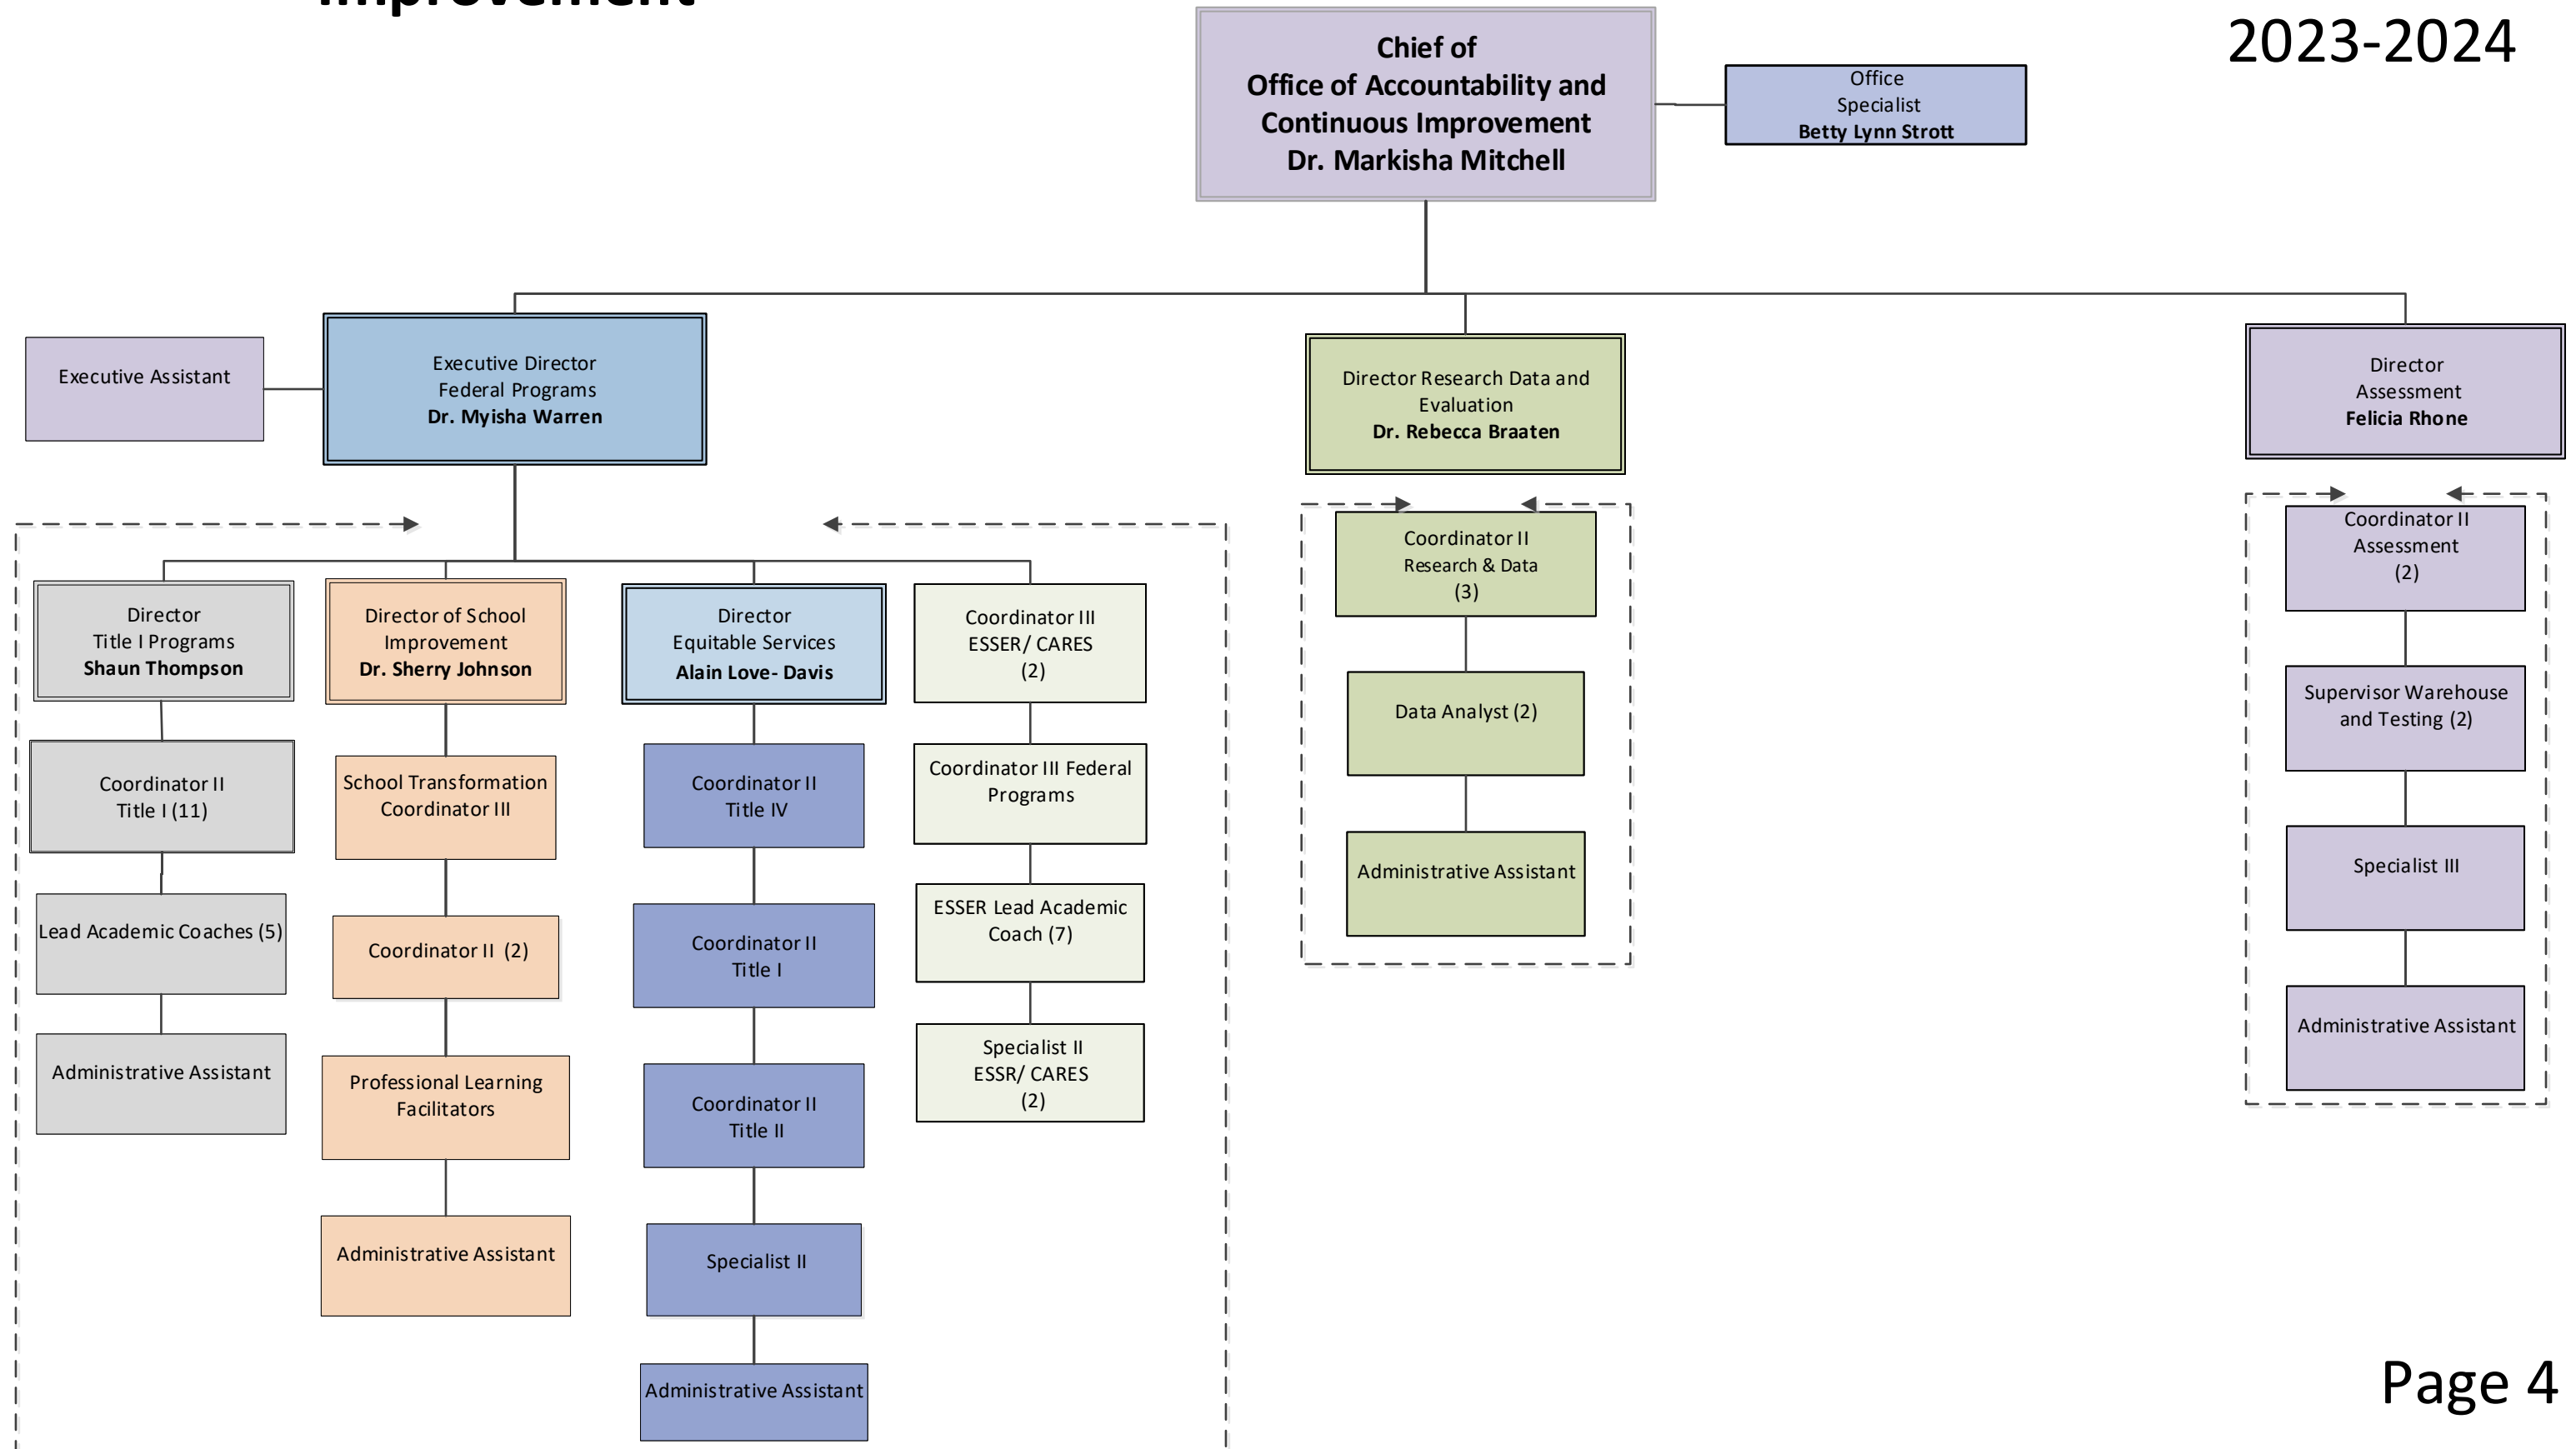 Improvement
2023-2024
Chief of
Office of Accountability and
Continuous Improvement
Dr. Markisha Mitchell
Office
Specialist
Betty Lynn Strott
Executive Assistant
Executive Director
Federal Programs
Dr. Myisha Warren
Director Research Data and
Evaluation
Dr. Rebecca Braaten
Director
Assessment
Felicia Rhone
Director
Title I Programs
Shaun Thompson
Coordinator II
Title I (11)
Lead Academic Coaches (5)
Administrative Assistant
Director of School
Improvement
Dr. Sherry Johnson
School Transformation
Coordinator III
Coordinator II (2)
Professional Learning
Facilitators
Administrative Assistant
Director
Equitable Services
Alain Love- Davis
Coordinator II
Title IV
Coordinator II
Title I
Coordinator II
Title II
Specialist II
Administrative Assistant
Coordinator III
ESSER/ CARES
(2)
Coordinator III Federal
Programs
ESSER Lead Academic
Coach (7)
Specialist II
ESSR/ CARES
(2)
Coordinator II
Research & Data
(3)
Data Analyst (2)
Administrative Assistant
Coordinator II
Assessment
(2)
Supervisor Warehouse
and Testing (2)
Specialist III
Administrative Assistant
Page 4